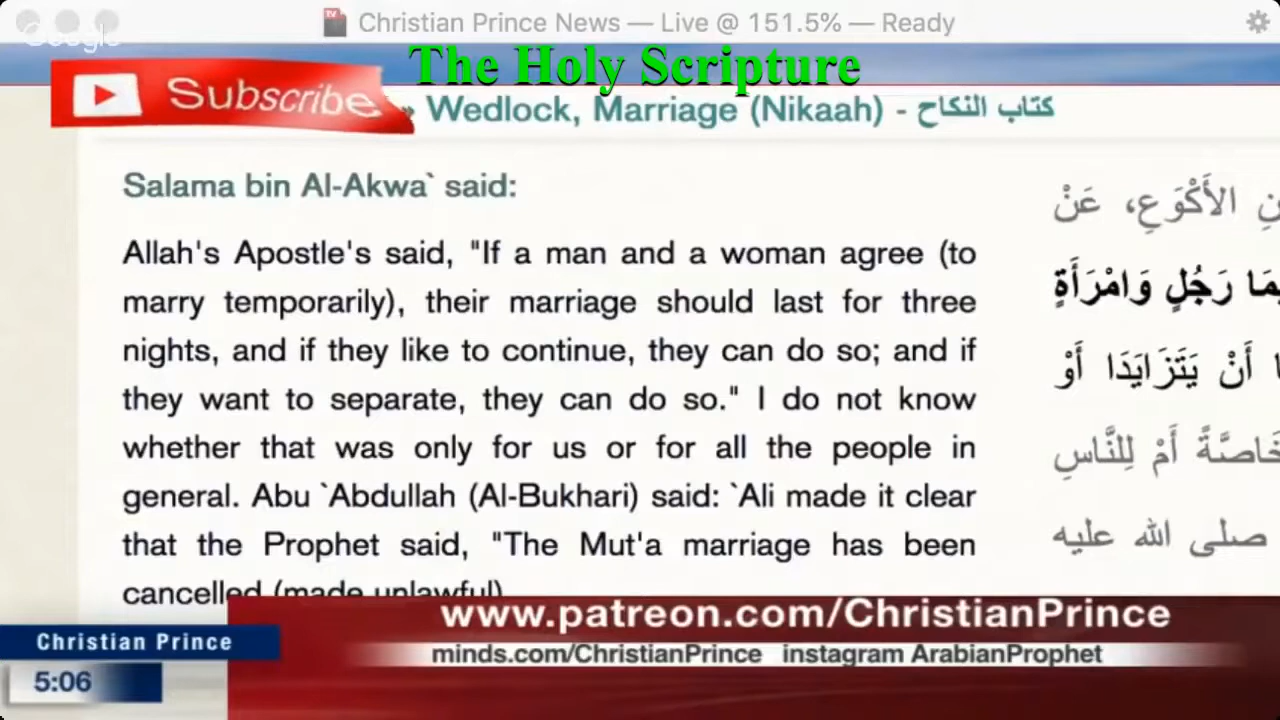 Christian Prince News — Live @ 151.5% — Ready
Google
The Holy Scripture
Subscribe
» Wedlock, Marriage (Nikaah) - كتاب النكاح
Salama bin Al-Akwa` said:
Allah's Apostle's said, "If a man and a woman agree (to
marry temporarily), their marriage should last for three
nights, and if they like to continue, they can do so; and if
they want to separate, they can do so." I do not know
whether that was only for us or for all the people in
general. Abu `Abdullah (Al-Bukhari) said: `Ali made it clear
that the Prophet said, "The Mut'a marriage has been
cancelled (made unlawful)
الأَكْوَعِ، عَنْ
رَجُلٍ وَامْرَأَةٍ
أَنْ يَتَزَايَدَا أَوْ
أَمْ لِلنَّاسِ
صلى الله عليه
www.patreon.com/ChristianPrince
minds.com/ChristianPrince instagram ArabianProphet
Christian Prince
5:06